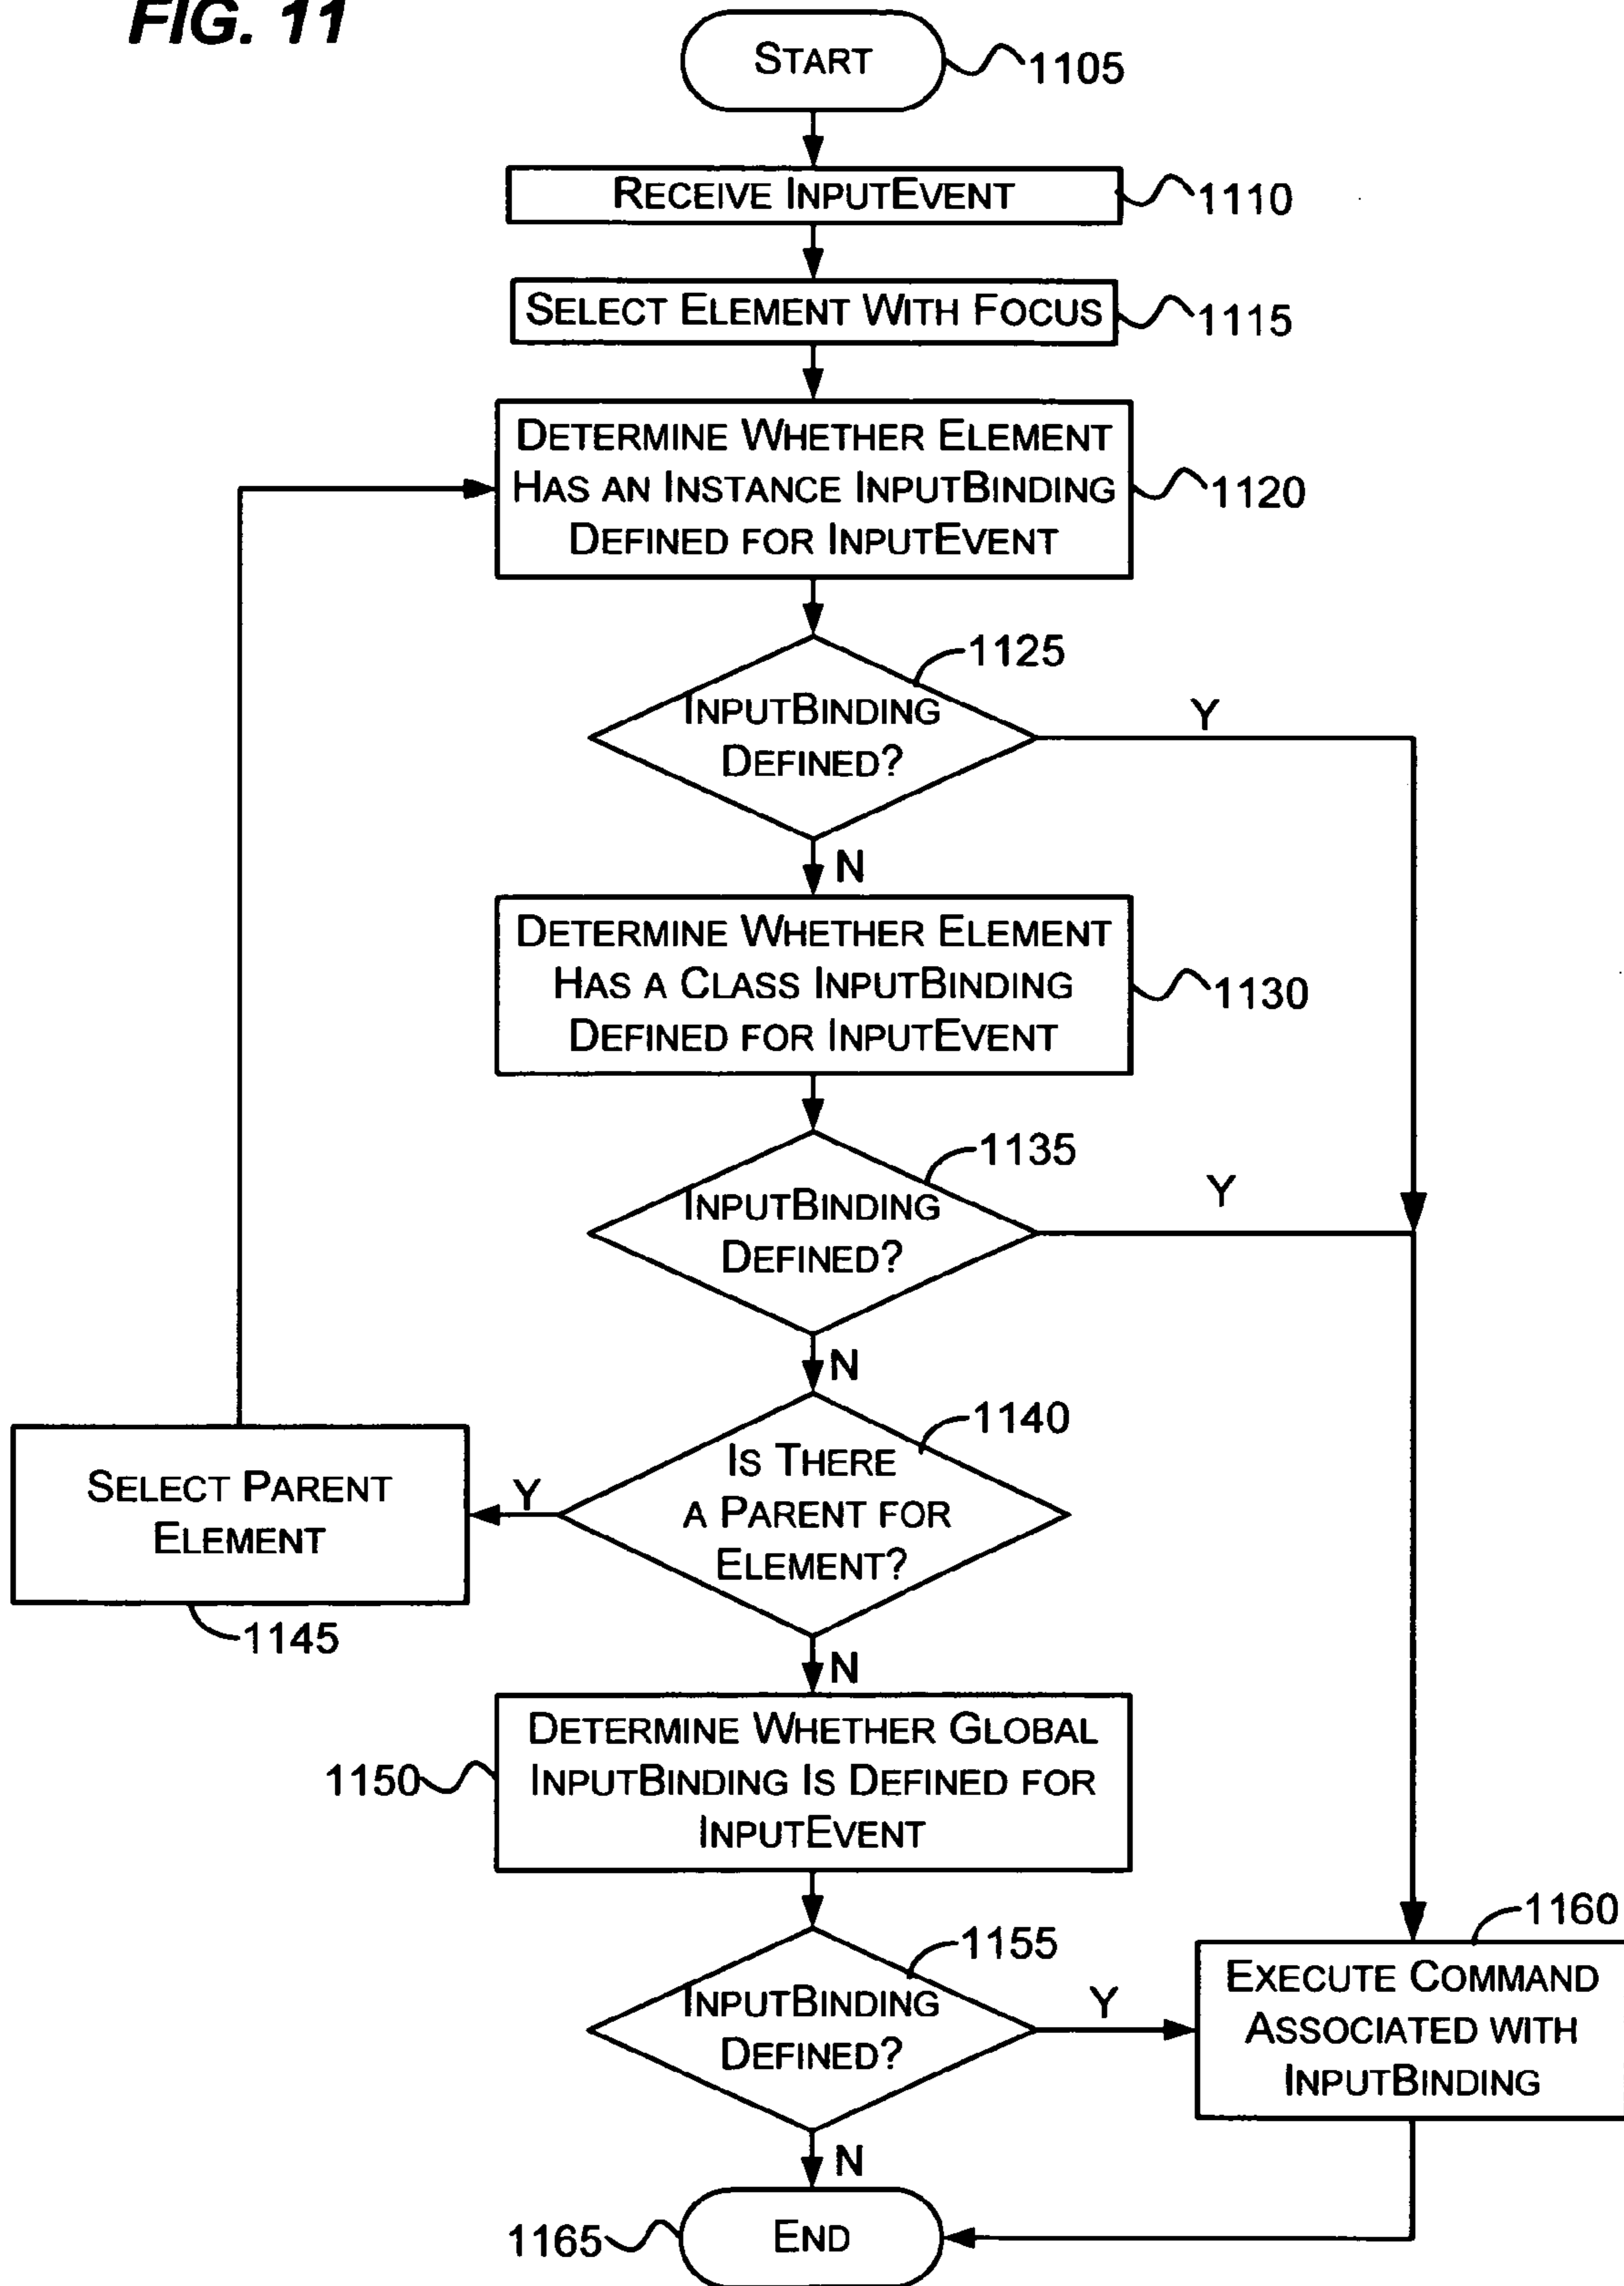 FIG. 11
START
1105
RECEIVE INPUTEVENT
1110
SELECT ELEMENT WITH FOCUS
1115
DETERMINE WHETHER ELEMENT
HAS AN INSTANCE INPUTBINDING
DEFINED FOR INPUTEVENT
1120
1125
INPUTBINDING
DEFINED?
Y
N
DETERMINE WHETHER ELEMENT
HAS A CLASS INPUTBINDING
DEFINED FOR INPUTEVENT
1130
1135
INPUTBINDING
DEFINED?
Y
N
1140
IS THERE
A PARENT FOR
ELEMENT?
Y
SELECT PARENT
ELEMENT
1145
N
DETERMINE WHETHER GLOBAL
INPUTBINDING IS DEFINED FOR
INPUTEVENT
1150
1155
INPUTBINDING
DEFINED?
Y
1160
EXECUTE COMMAND
ASSOCIATED WITH
INPUTBINDING
N
END
1165